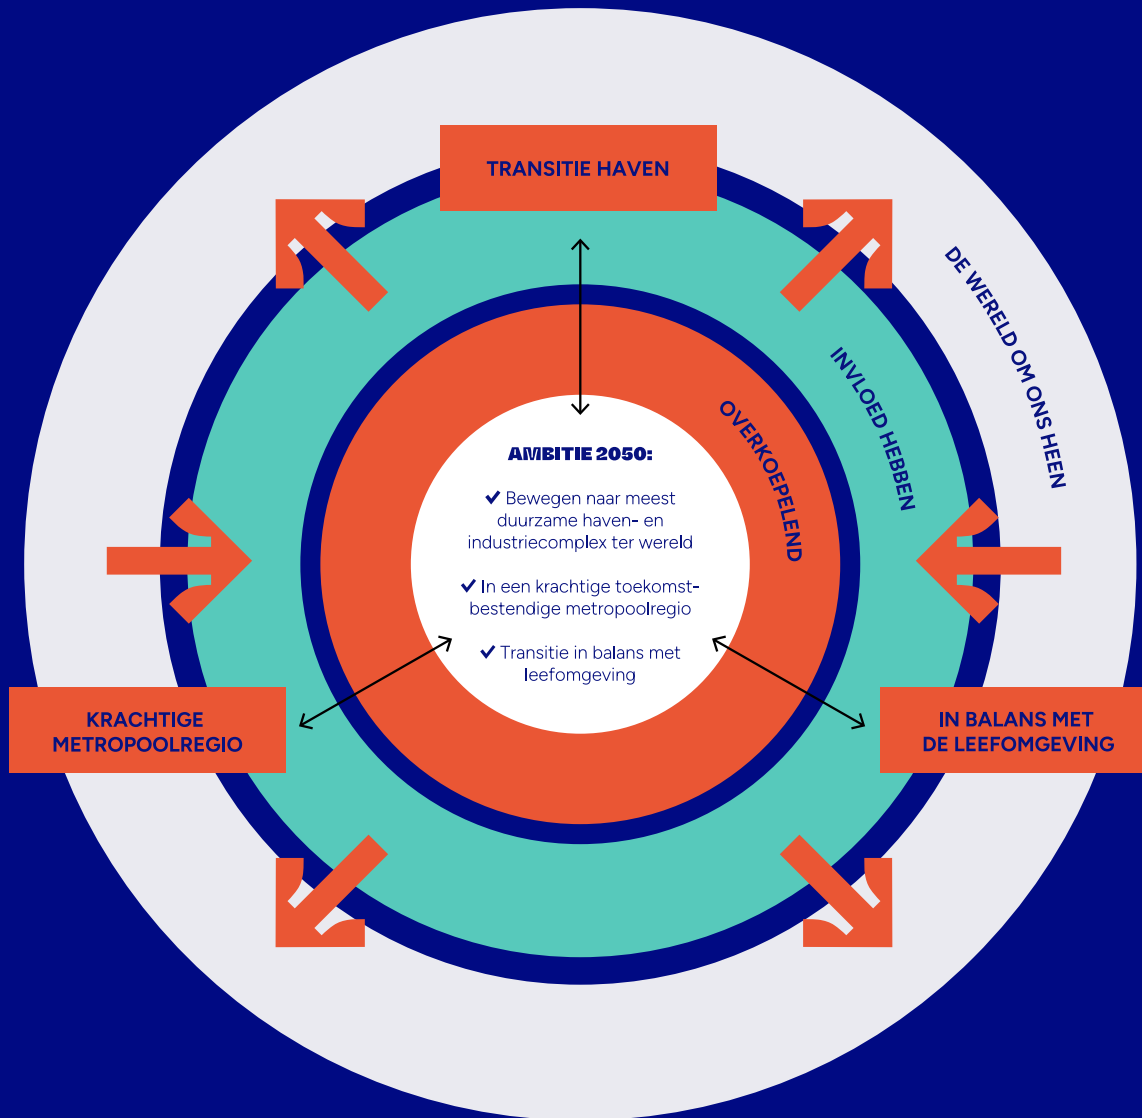 TRANSITIE HAVEN
DE WERELD OM ONS HEEN
INVLOED HEBBEN
OVERKOEPELEND
AMBITIE 2050:
✔ Bewegen naar meest
duurzame haven- en
industriecomplex ter wereld
✔ In een krachtige toekomst-
bestendige metropoolregio
✔ Transitie in balans met
leefomgeving
KRACHTIGE
METROPOOLREGIO
IN BALANS MET
DE LEEFOMGEVING